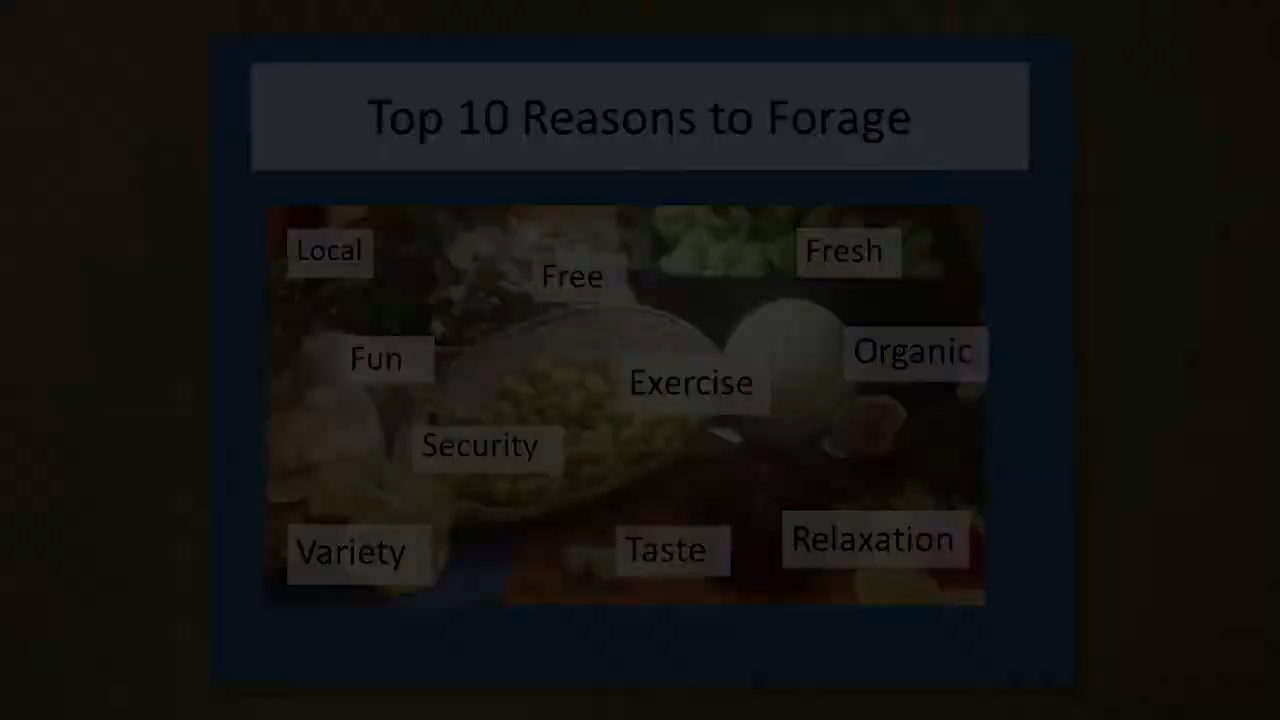 Top 10 Reasons to Forage
Local
Free
Fresh
Fun
Exercise
Organic
Security
Variety
Taste
Relaxation